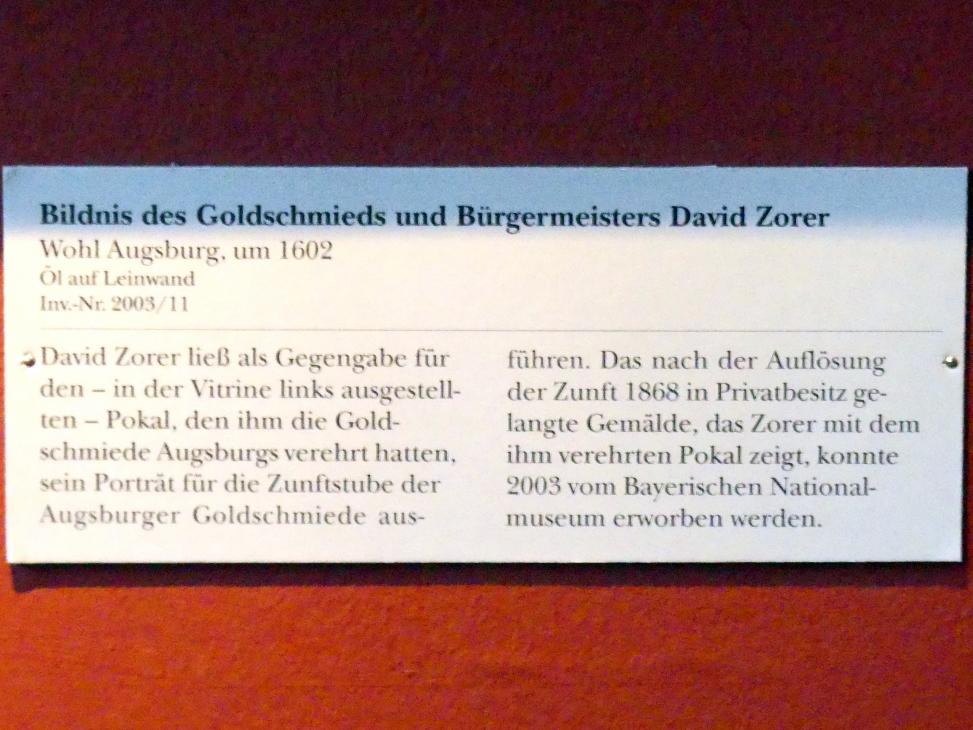 Bildnis des Goldschmieds und Bürgermeisters David Zorer
Wohl Augsburg, um 1602
Öl auf Leinwand
Inv.-Nr. 2003/11
David Zorer ließ als Gegengabe für
den – in der Vitrine links ausgestell-
ten – Pokal, den ihm die Gold-
schmiede Augsburgs verehrt hatten,
sein Porträt für die Zunftstube der
Augsburger Goldschmiede aus-
führen. Das nach der Auflösung
der Zunft 1868 in Privatbesitz ge-
langte Gemälde, das Zorer mit dem
ihm verehrten Pokal zeigt, konnte
2003 vom Bayerischen National-
museum erworben werden.